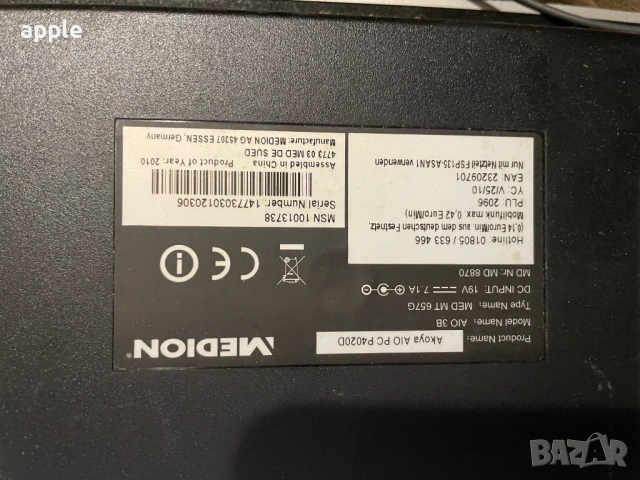 apple
MEDION®
Product Name: Akoya AIO PC P4020D
Model Name: AIO 3B
Type Name: MED MT 657G
DC INPUT: 19V 7.1A
MD Nr: MD 8870
Hotline: 01805 / 633 466
(0,14 Euro/Min. aus dem deutschen Festnetz,
Mobilfunk max. 0,42 Euro/Min)
PLU: 2096
YC: V/25/10
EAN: 23209701
Nur mit Netzteil FSP135-ASAN1 verwenden
CE
MSN 10013738
Serial Number: 14773030120306
Assembled in China Product of Year: 2010
4773 03 MED DE SUED
Manufacture: MEDION AG 45307 ESSEN, Germany
BAZAR